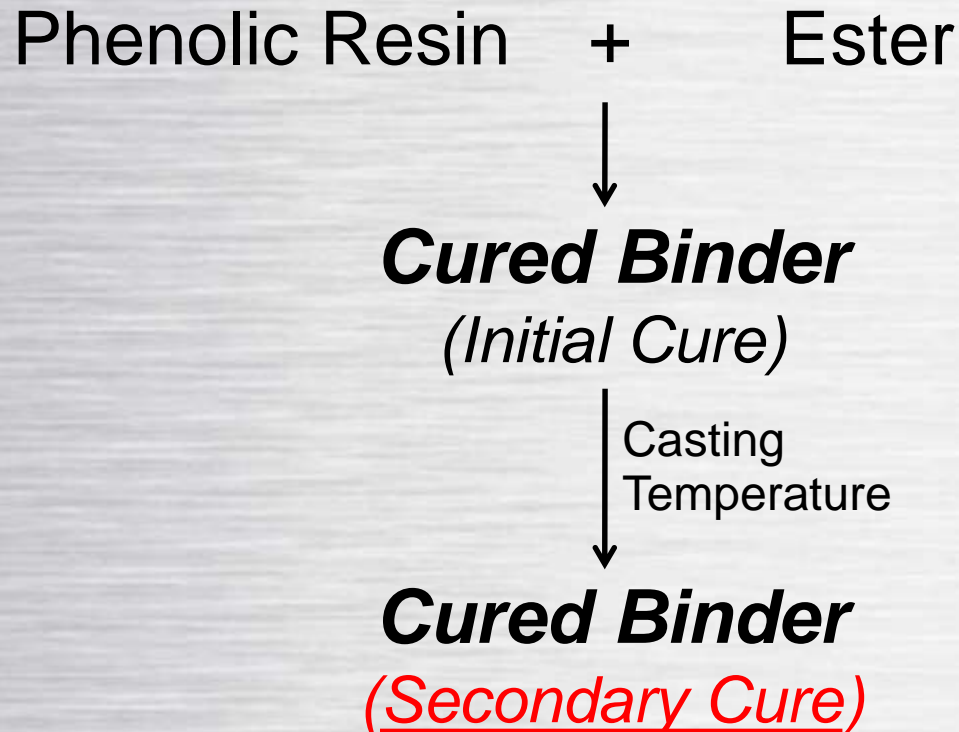 Phenolic Resin + Ester
Cured Binder
(Initial Cure)
Casting
Temperature
Cured Binder
(Secondary Cure)